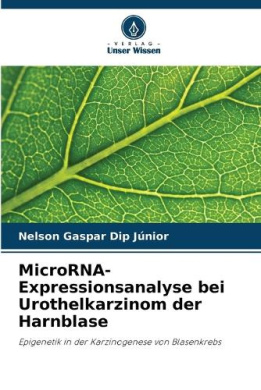 VERLAG
Unser Wissen
Nelson Gaspar Dip Júnior
MicroRNA-
Expressionsanalyse bei
Urothelkarzinom der
Harnblase
Epigenetik in der Karzinogenese von Blasenkrebs